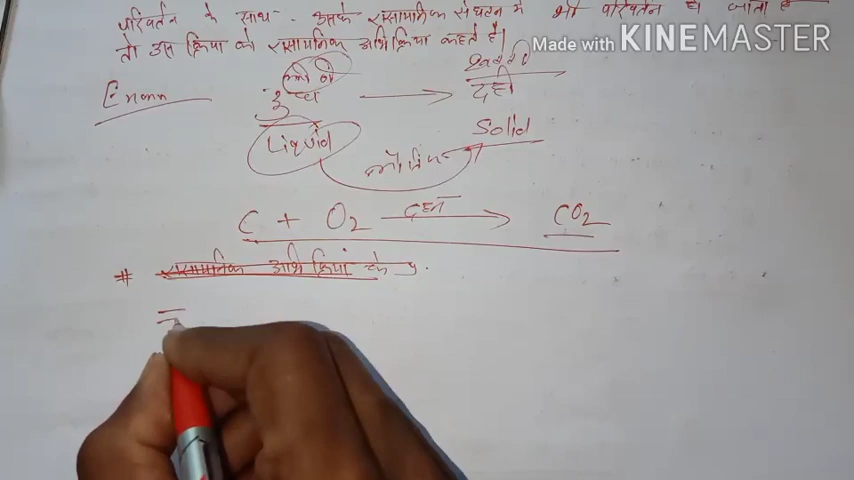 परिवर्तन के साथ - उसके रासायनिक संघटन में भी परिवर्तन हो जाता है
तो उस क्रिया को रासायनिक अभिक्रिया कहते हैं।
Made with KINEMASTER
दुध → दही
Liquid Solid
भौतिक
C + O2 दहन → CO2
# रासायनिक अभिक्रिया के